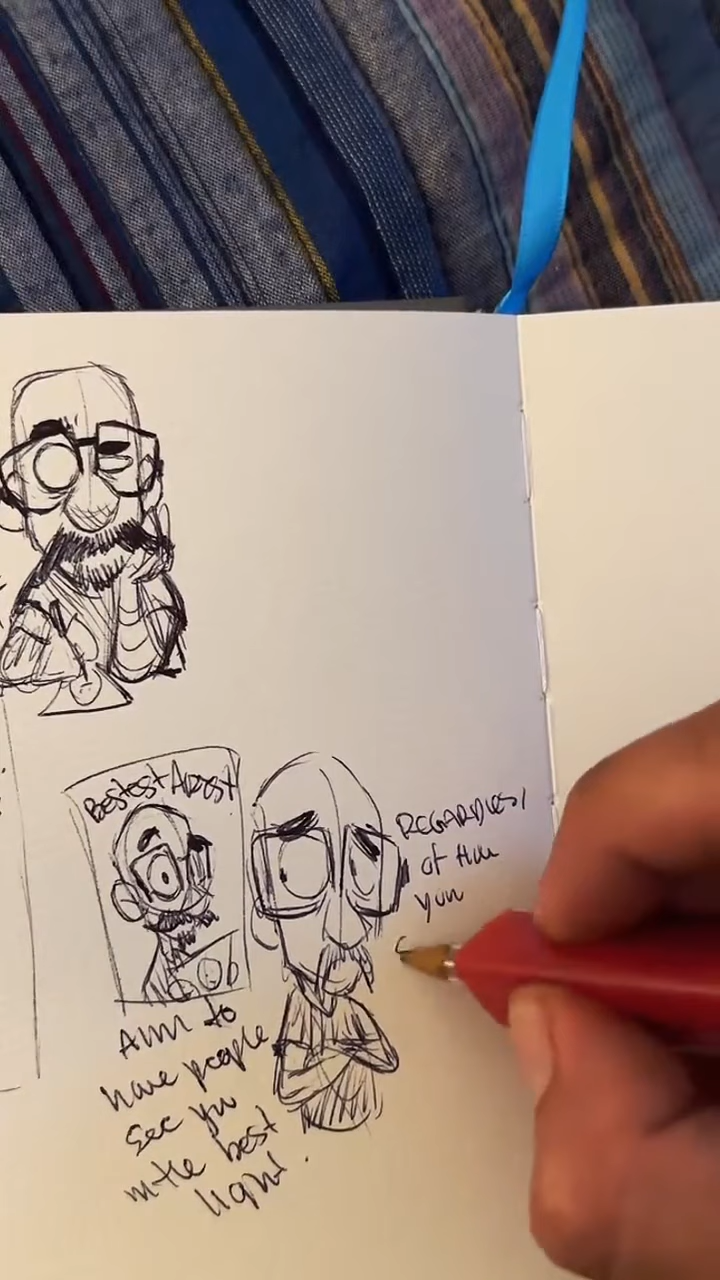 Bestest Artist
Aim to
have people
see you
in the best
light.
REGARDLESS
of How
you